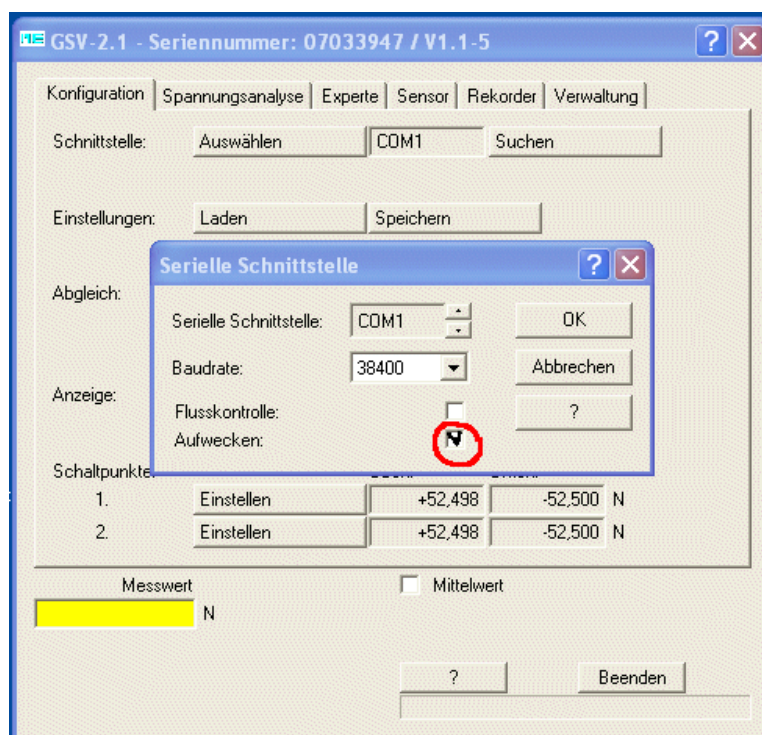 ME GSV-2.1 - Seriennummer: 07033947 / V1.1-5 ?
Konfiguration Spannungsanalyse Experte Sensor Rekorder Verwaltung
Schnittstelle: Auswählen COM1 Suchen
Einstellungen: Laden Speichern
Serielle Schnittstelle ?
Abgleich:
Serielle Schnittstelle: COM1 OK
Baudrate: 38400 Abbrechen
Anzeige:
Flusskontrolle: ?
Aufwecken:
Schaltpunkte
1. Einstellen +52,498 -52,500 N
2. Einstellen +52,498 -52,500 N
Messwert Mittelwert
N
? Beenden